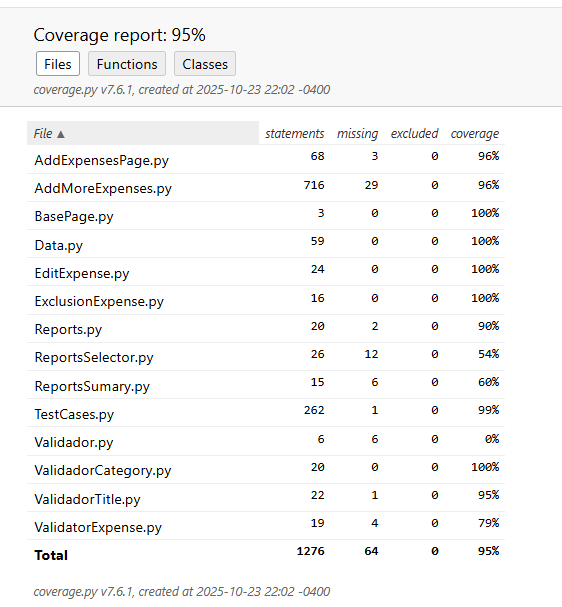 Coverage report: 95%
Files Functions Classes
coverage.py v7.6.1, created at 2025-10-23 22:02 -0400
File ▲ statements missing excluded coverage
AddExpensesPage.py 68 3 0 96%
AddMoreExpenses.py 716 29 0 96%
BasePage.py 3 0 0 100%
Data.py 59 0 0 100%
EditExpense.py 24 0 0 100%
ExclusionExpense.py 16 0 0 100%
Reports.py 20 2 0 90%
ReportsSelector.py 26 12 0 54%
ReportsSumary.py 15 6 0 60%
TestCases.py 262 1 0 99%
Validador.py 6 6 0 0%
ValidadorCategory.py 20 0 0 100%
ValidadorTitle.py 22 1 0 95%
ValidatorExpense.py 19 4 0 79%
Total 1276 64 0 95%
coverage.py v7.6.1, created at 2025-10-23 22:02 -0400